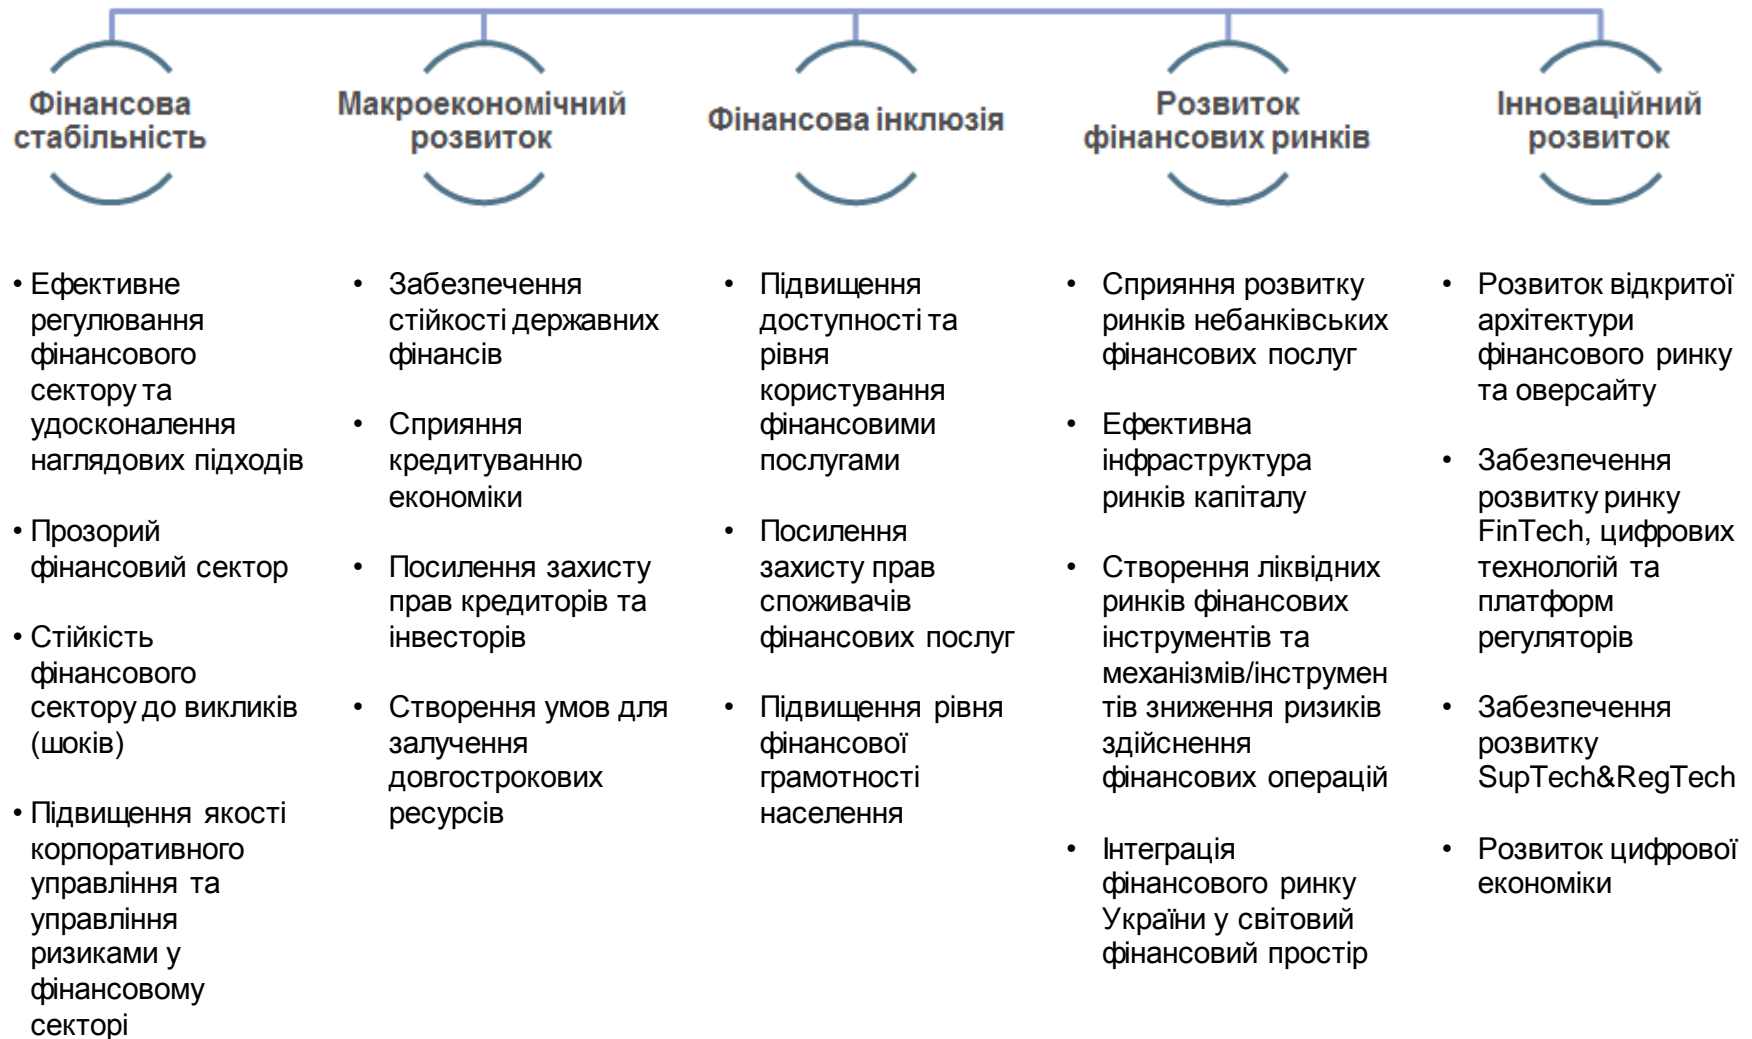 Фінансова
стабільність
Макроекономічний
розвиток
Фінансова інклюзія
Розвиток
фінансових ринків
Інноваційний
розвиток
• Ефективне
регулювання
фінансового
сектору та
удосконалення
наглядових підходів
• Прозорий
фінансовий сектор
• Стійкість
фінансового
сектору до викликів
(шоків)
• Підвищення якості
корпоративного
управління та
управління
ризиками у
фінансовому
секторі
• Забезпечення
стійкості державних
фінансів
• Сприяння
кредитуванню
економіки
• Посилення захисту
прав кредиторів та
інвесторів
• Створення умов для
залучення
довгострокових
ресурсів
• Підвищення
доступності та
рівня
користування
фінансовими
послугами
• Посилення
захисту прав
споживачів
фінансових послуг
• Підвищення рівня
фінансової
грамотності
населення
• Сприяння розвитку
ринків небанківських
фінансових послуг
• Ефективна
інфраструктура
ринків капіталу
• Створення ліквідних
ринків фінансових
інструментів та
механізмів/інструмен
тів зниження ризиків
здійснення
фінансових операцій
• Інтеграція
фінансового ринку
України у світовий
фінансовий простір
• Розвиток відкритої
архітектури
фінансового ринку
та оверсайту
• Забезпечення
розвитку ринку
FinTech, цифрових
технологій та
платформ
регуляторів
• Забезпечення
розвитку
SupTech&RegTech
• Розвиток цифрової
економіки